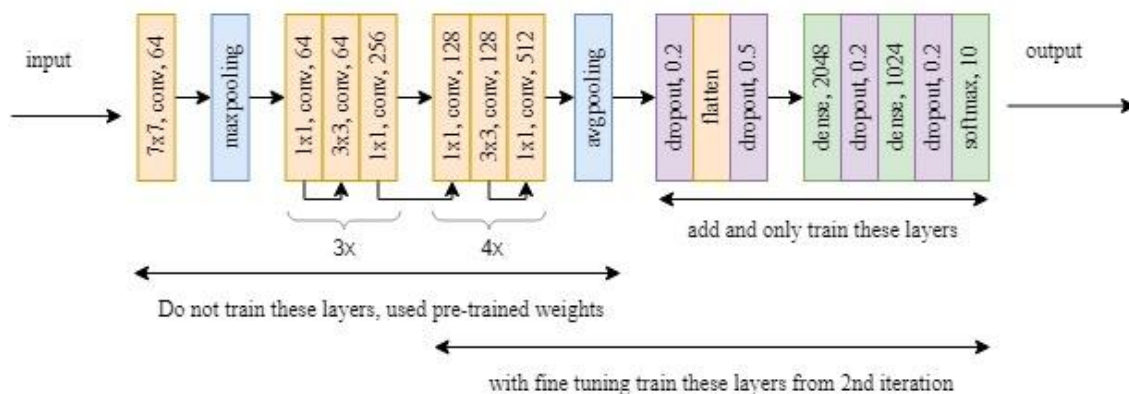 input
7x7, conv, 64
maxpooling
1x1, conv, 64
3x3, conv, 64
1x1, conv, 256
1x1, conv, 128
3x3, conv, 128
1x1, conv, 512
avgpooling
dropout, 0.2
flatten
dropout, 0.5
dense, 2048
dropout, 0.2
dense, 1024
dropout, 0.2
softmax, 10
output
3x
4x
add and only train these layers
Do not train these layers, used pre-trained weights
with fine tuning train these layers from 2nd iteration